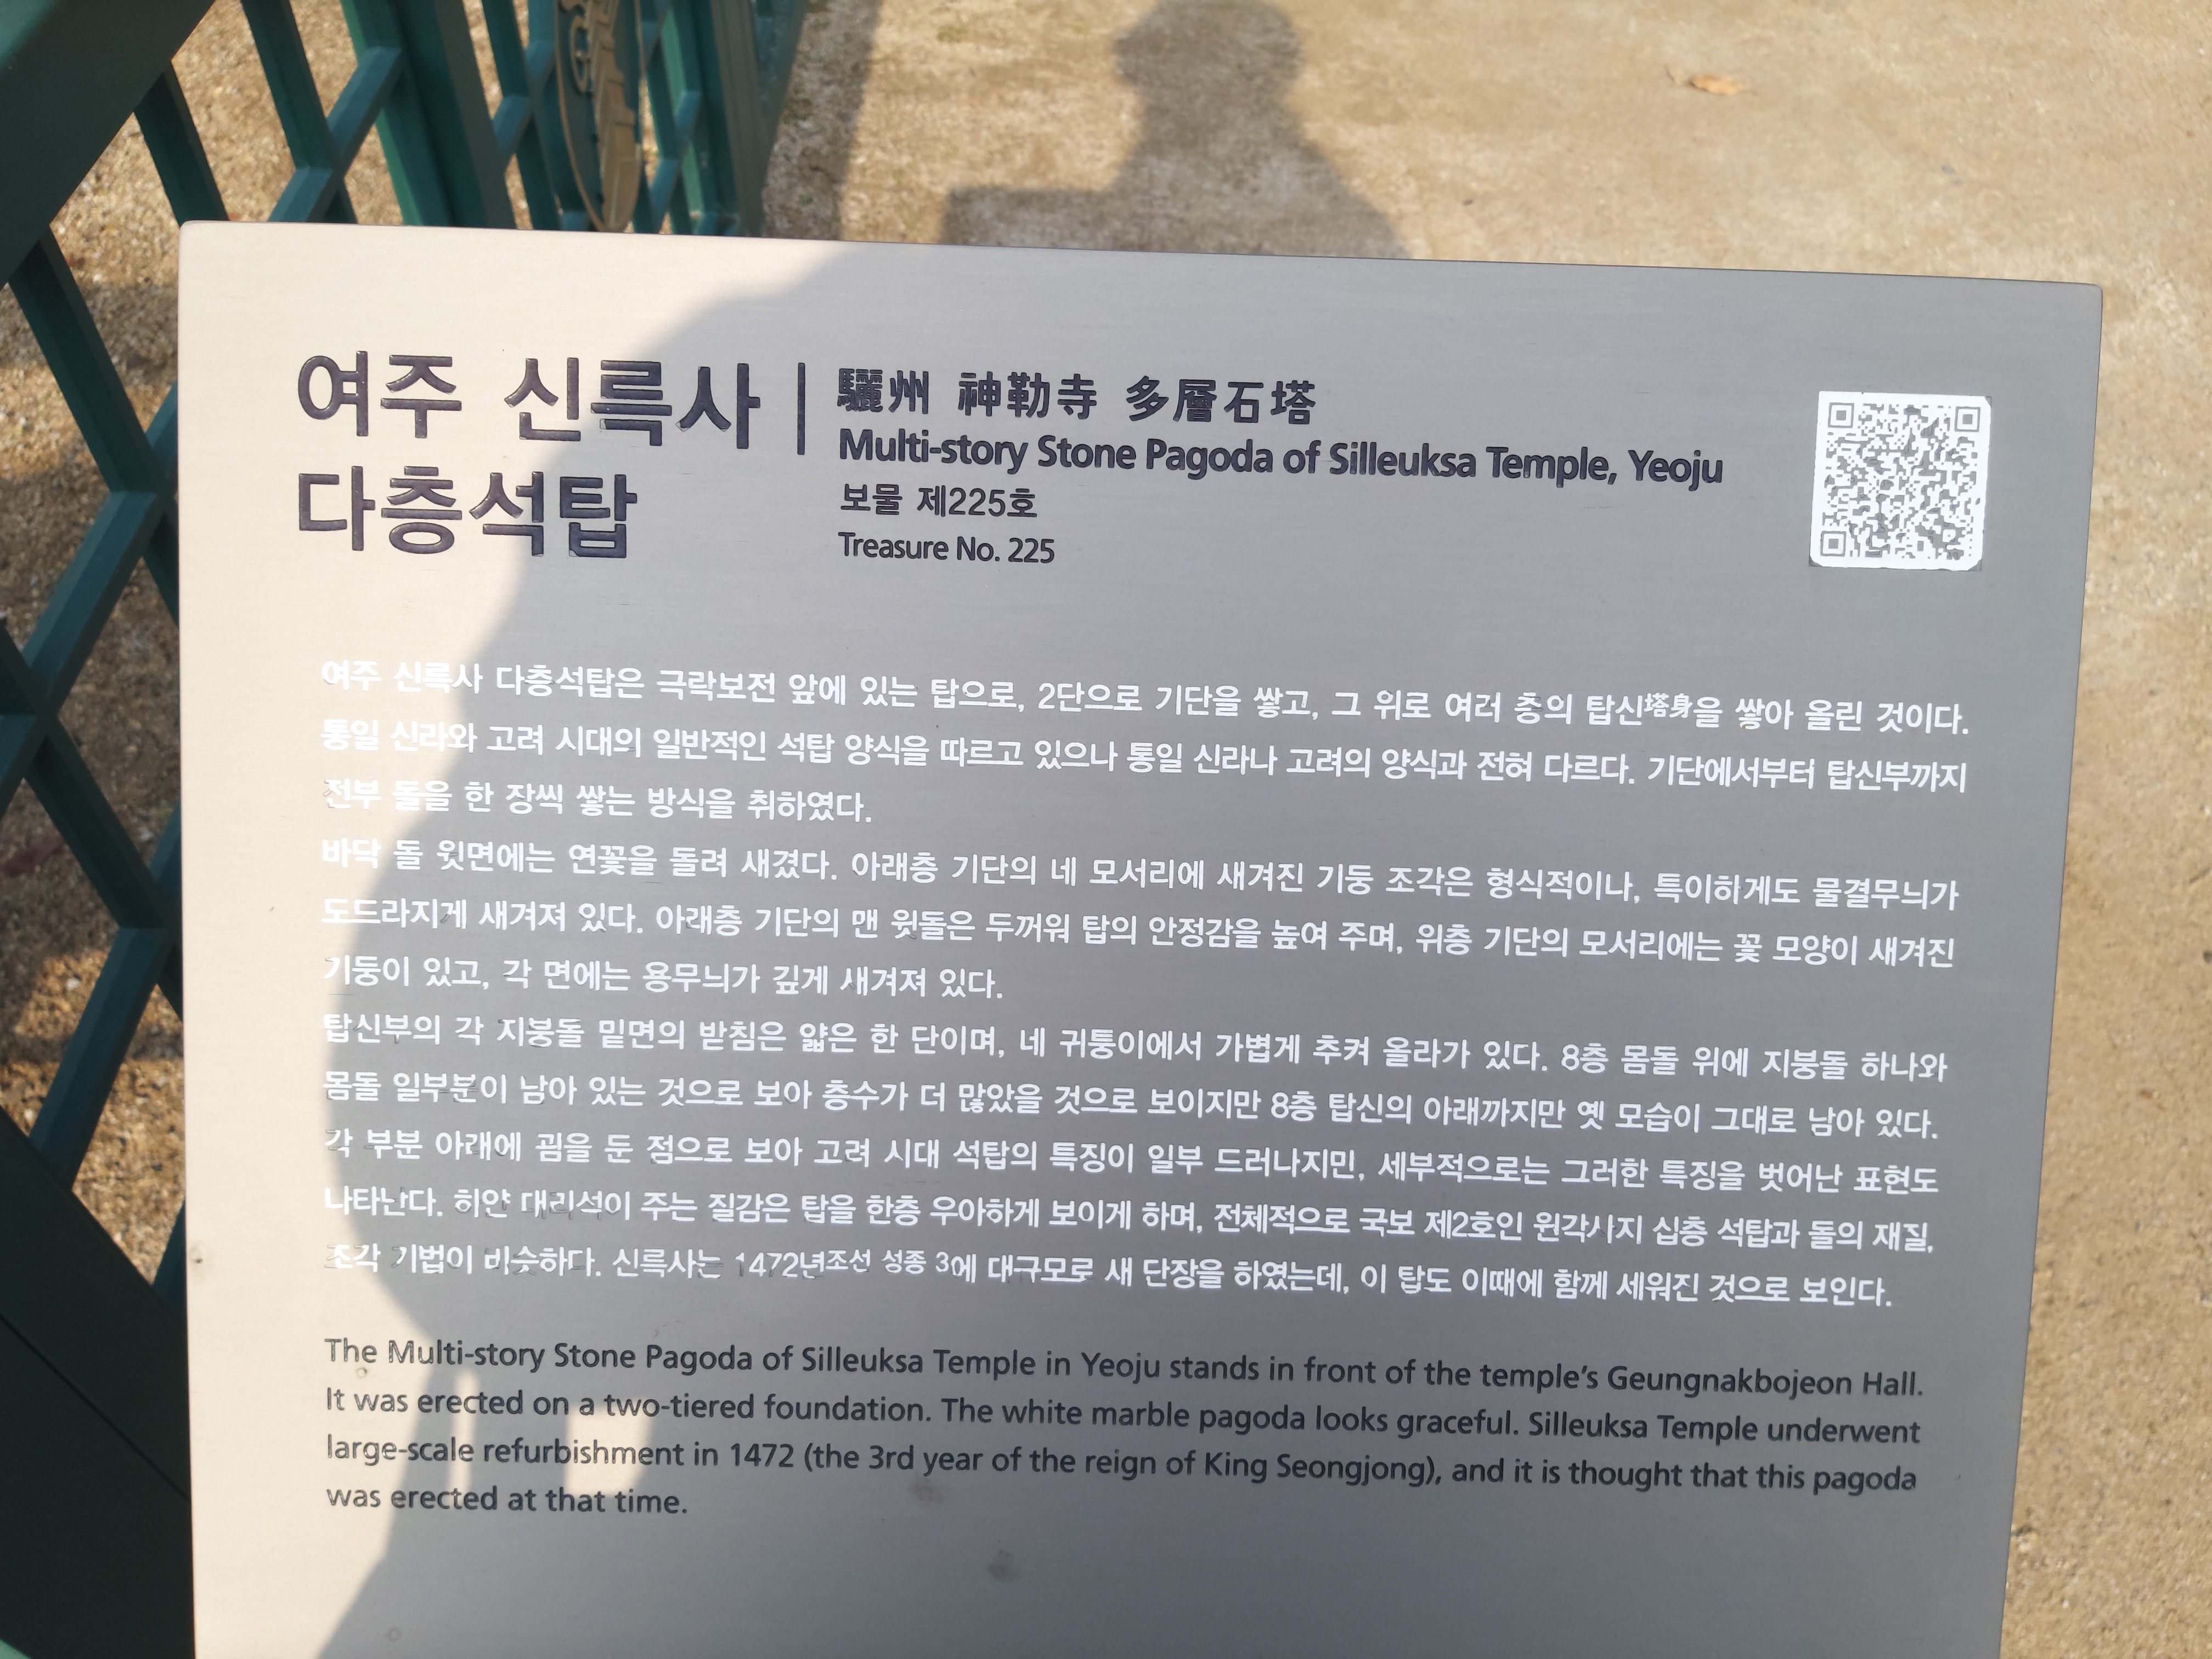 여주 신륵사
다층석탑
驪州 神勒寺 多層石塔
Multi-story Stone Pagoda of Silleuksa Temple, Yeoju
보물 제225호
Treasure No. 225
여주 신륵사 다층석탑은 극락보전 앞에 있는 탑으로, 2단으로 기단을 쌓고, 그 위로 여러 층의 탑신塔身을 쌓아 올린 것이다.
통일 신라와 고려 시대의 일반적인 석탑 양식을 따르고 있으나 통일 신라나 고려의 양식과 전혀 다르다. 기단에서부터 탑신부까지
전부 돌을 한 장씩 쌓는 방식을 취하였다.
바닥 돌 윗면에는 연꽃을 돌려 새겼다. 아래층 기단의 네 모서리에 새겨진 기둥 조각은 형식적이나, 특이하게도 물결무늬가
도드라지게 새겨져 있다. 아래층 기단의 맨 윗돌은 두꺼워 탑의 안정감을 높여 주며, 위층 기단의 모서리에는 꽃 모양이 새겨진
기둥이 있고, 각 면에는 용무늬가 깊게 새겨져 있다.
탑신부의 각 지붕돌 밑면의 받침은 얇은 한 단이며, 네 귀퉁이에서 가볍게 추켜 올라가 있다. 8층 몸돌 위에 지붕돌 하나와
몸돌 일부분이 남아 있는 것으로 보아 층수가 더 많았을 것으로 보이지만 8층 탑신의 아래까지만 옛 모습이 그대로 남아 있다.
각 부분 아래에 굄을 둔 점으로 보아 고려 시대 석탑의 특징이 일부 드러나지만, 세부적으로는 그러한 특징을 벗어난 표현도
나타난다. 하얀 대리석이 주는 질감은 탑을 한층 우아하게 보이게 하며, 전체적으로 국보 제2호인 원각사지 십층 석탑과 돌의 재질,
조각 기법이 비슷하다. 신륵사는 1472년조선 성종 3에 대규모로 새 단장을 하였는데, 이 탑도 이때에 함께 세워진 것으로 보인다.
The Multi-story Stone Pagoda of Silleuksa Temple in Yeoju stands in front of the temple's Geungnakbojeon Hall.
It was erected on a two-tiered foundation. The white marble pagoda looks graceful. Silleuksa Temple underwent
large-scale refurbishment in 1472 (the 3rd year of the reign of King Seongjong), and it is thought that this pagoda
was erected at that time.